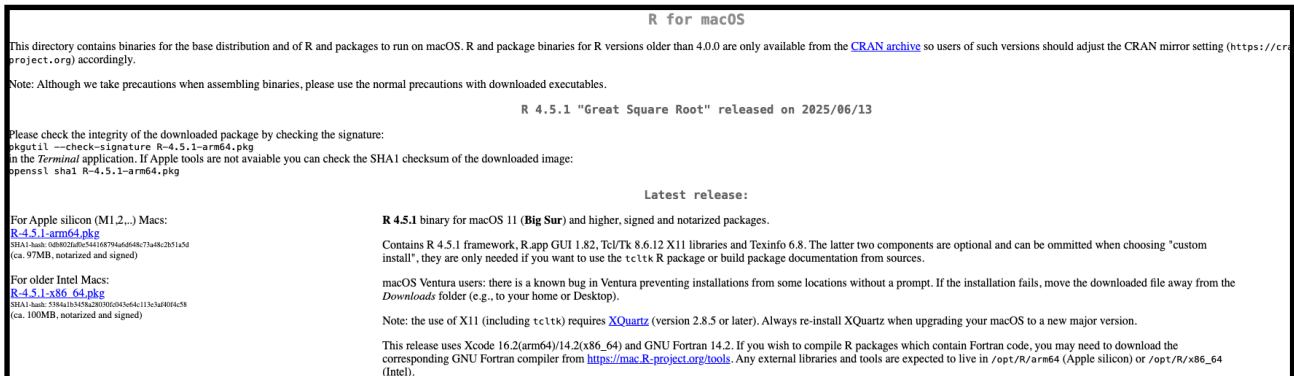 R for macOS
This directory contains binaries for the base distribution and of R and packages to run on macOS. R and package binaries for R versions older than 4.0.0 are only available from the CRAN archive so users of such versions should adjust the CRAN mirror setting (https://cra
project.org) accordingly.
Note: Although we take precautions when assembling binaries, please use the normal precautions with downloaded executables.
R 4.5.1 "Great Square Root" released on 2025/06/13
Please check the integrity of the downloaded package by checking the signature:
pkgutil --check-signature R-4.5.1-arm64.pkg
in the Terminal application. If Apple tools are not avaiable you can check the SHA1 checksum of the downloaded image:
openssl sha1 R-4.5.1-arm64.pkg
Latest release:
For Apple silicon (M1,2,..) Macs:
R-4.5.1-arm64.pkg
SHA1-hash: 0db802faf0e544168794a6d648c73a48c2b51a5d
(ca. 97MB, notarized and signed)
For older Intel Macs:
R-4.5.1-x86_64.pkg
SHA1-hash: 5384a1b3458a28030fc043e64c113e3af40f4c58
(ca. 100MB, notarized and signed)
R 4.5.1 binary for macOS 11 (Big Sur) and higher, signed and notarized packages.
Contains R 4.5.1 framework, R.app GUI 1.82, Tcl/Tk 8.6.12 X11 libraries and Texinfo 6.8. The latter two components are optional and can be ommitted when choosing "custom
install", they are only needed if you want to use the tcltk R package or build package documentation from sources.
macOS Ventura users: there is a known bug in Ventura preventing installations from some locations without a prompt. If the installation fails, move the downloaded file away from the
Downloads folder (e.g., to your home or Desktop).
Note: the use of X11 (including tcltk) requires XQuartz (version 2.8.5 or later). Always re-install XQuartz when upgrading your macOS to a new major version.
This release uses Xcode 16.2(arm64)/14.2(x86_64) and GNU Fortran 14.2. If you wish to compile R packages which contain Fortran code, you may need to download the
corresponding GNU Fortran compiler from https://mac.R-project.org/tools. Any external libraries and tools are expected to live in /opt/R/arm64 (Apple silicon) or /opt/R/x86_64
(Intel).